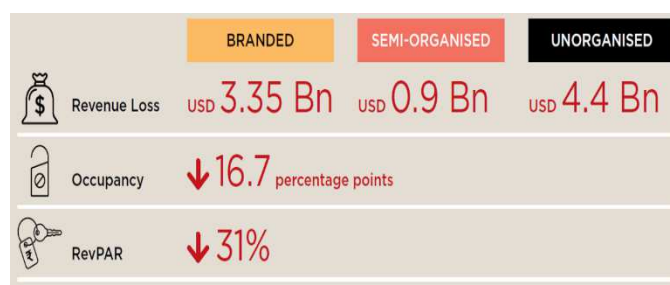 BRANDED SEMI-ORGANISED UNORGANISED
$ Revenue Loss USD 3.35 Bn USD 0.9 Bn USD 4.4 Bn
Occupancy ↓ 16.7 percentage points
₹ RevPAR ↓ 31%